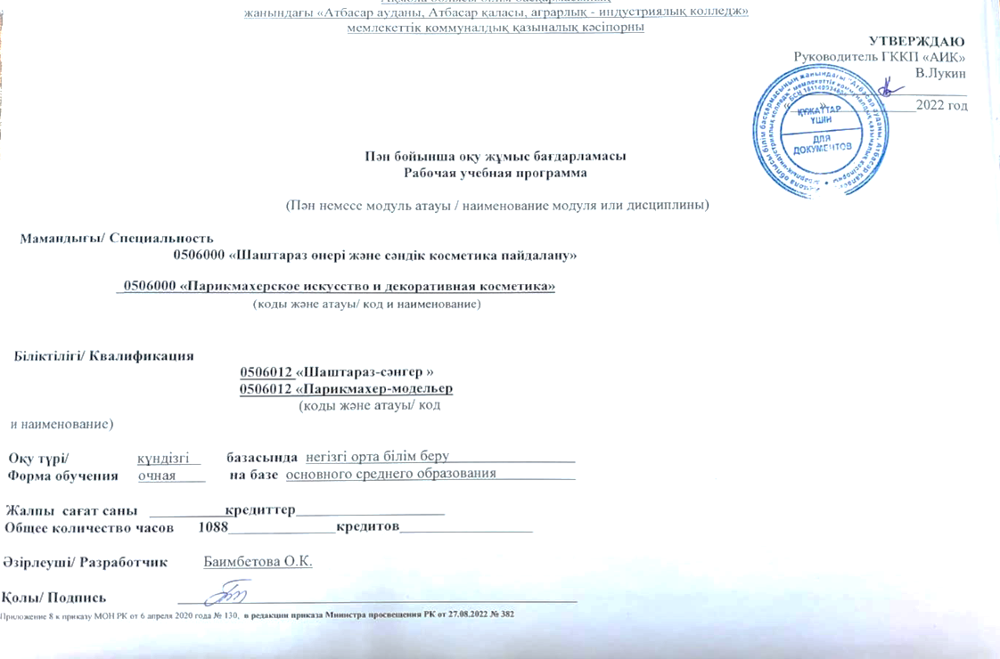 Ақмола облысы білім басқармасының
жанындағы «Атбасар ауданы, Атбасар қаласы, аграрлық - индустриялық колледж»
мемлекеттік коммуналдық қазыналық кәсіпорны
УТВЕРЖДАЮ
Руководитель ГККП «АИК»
В.Лукин
«___»_______________2022 год
ҚҰЖАТТАР
ҮШІН
ДЛЯ
ДОКУМЕНТОВ
Пән бойынша оқу жұмыс бағдарламасы
Рабочая учебная программа
(Пән немесе модуль атауы / наименование модуля или дисциплины)
Мамандығы/ Специальность
0506000 «Шаштараз өнері және сәндік косметика пайдалану»
0506000 «Парикмахерское искусство и декоративная косметика»
(коды және атауы/ код и наименование)
Біліктілігі/ Квалификация
0506012 «Шаштараз-сәнгер »
0506012 «Парикмахер-модельер
(коды және атауы/ код
и наименование)
Оқу түрі/ күндізгі базасында негізгі орта білім беру
Форма обучения очная на базе основного среднего образования
Жалпы сағат саны __________кредиттер____________________
Общее количество часов 1088______________кредитов__________________
Әзірлеуші/ Разработчик Баимбетова О.К.
Қолы/ Подпись
Приложение 8 к приказу МОН РК от 6 апреля 2020 года № 130, в редакции приказа Министра просвещения РК от 27.08.2022 № 382